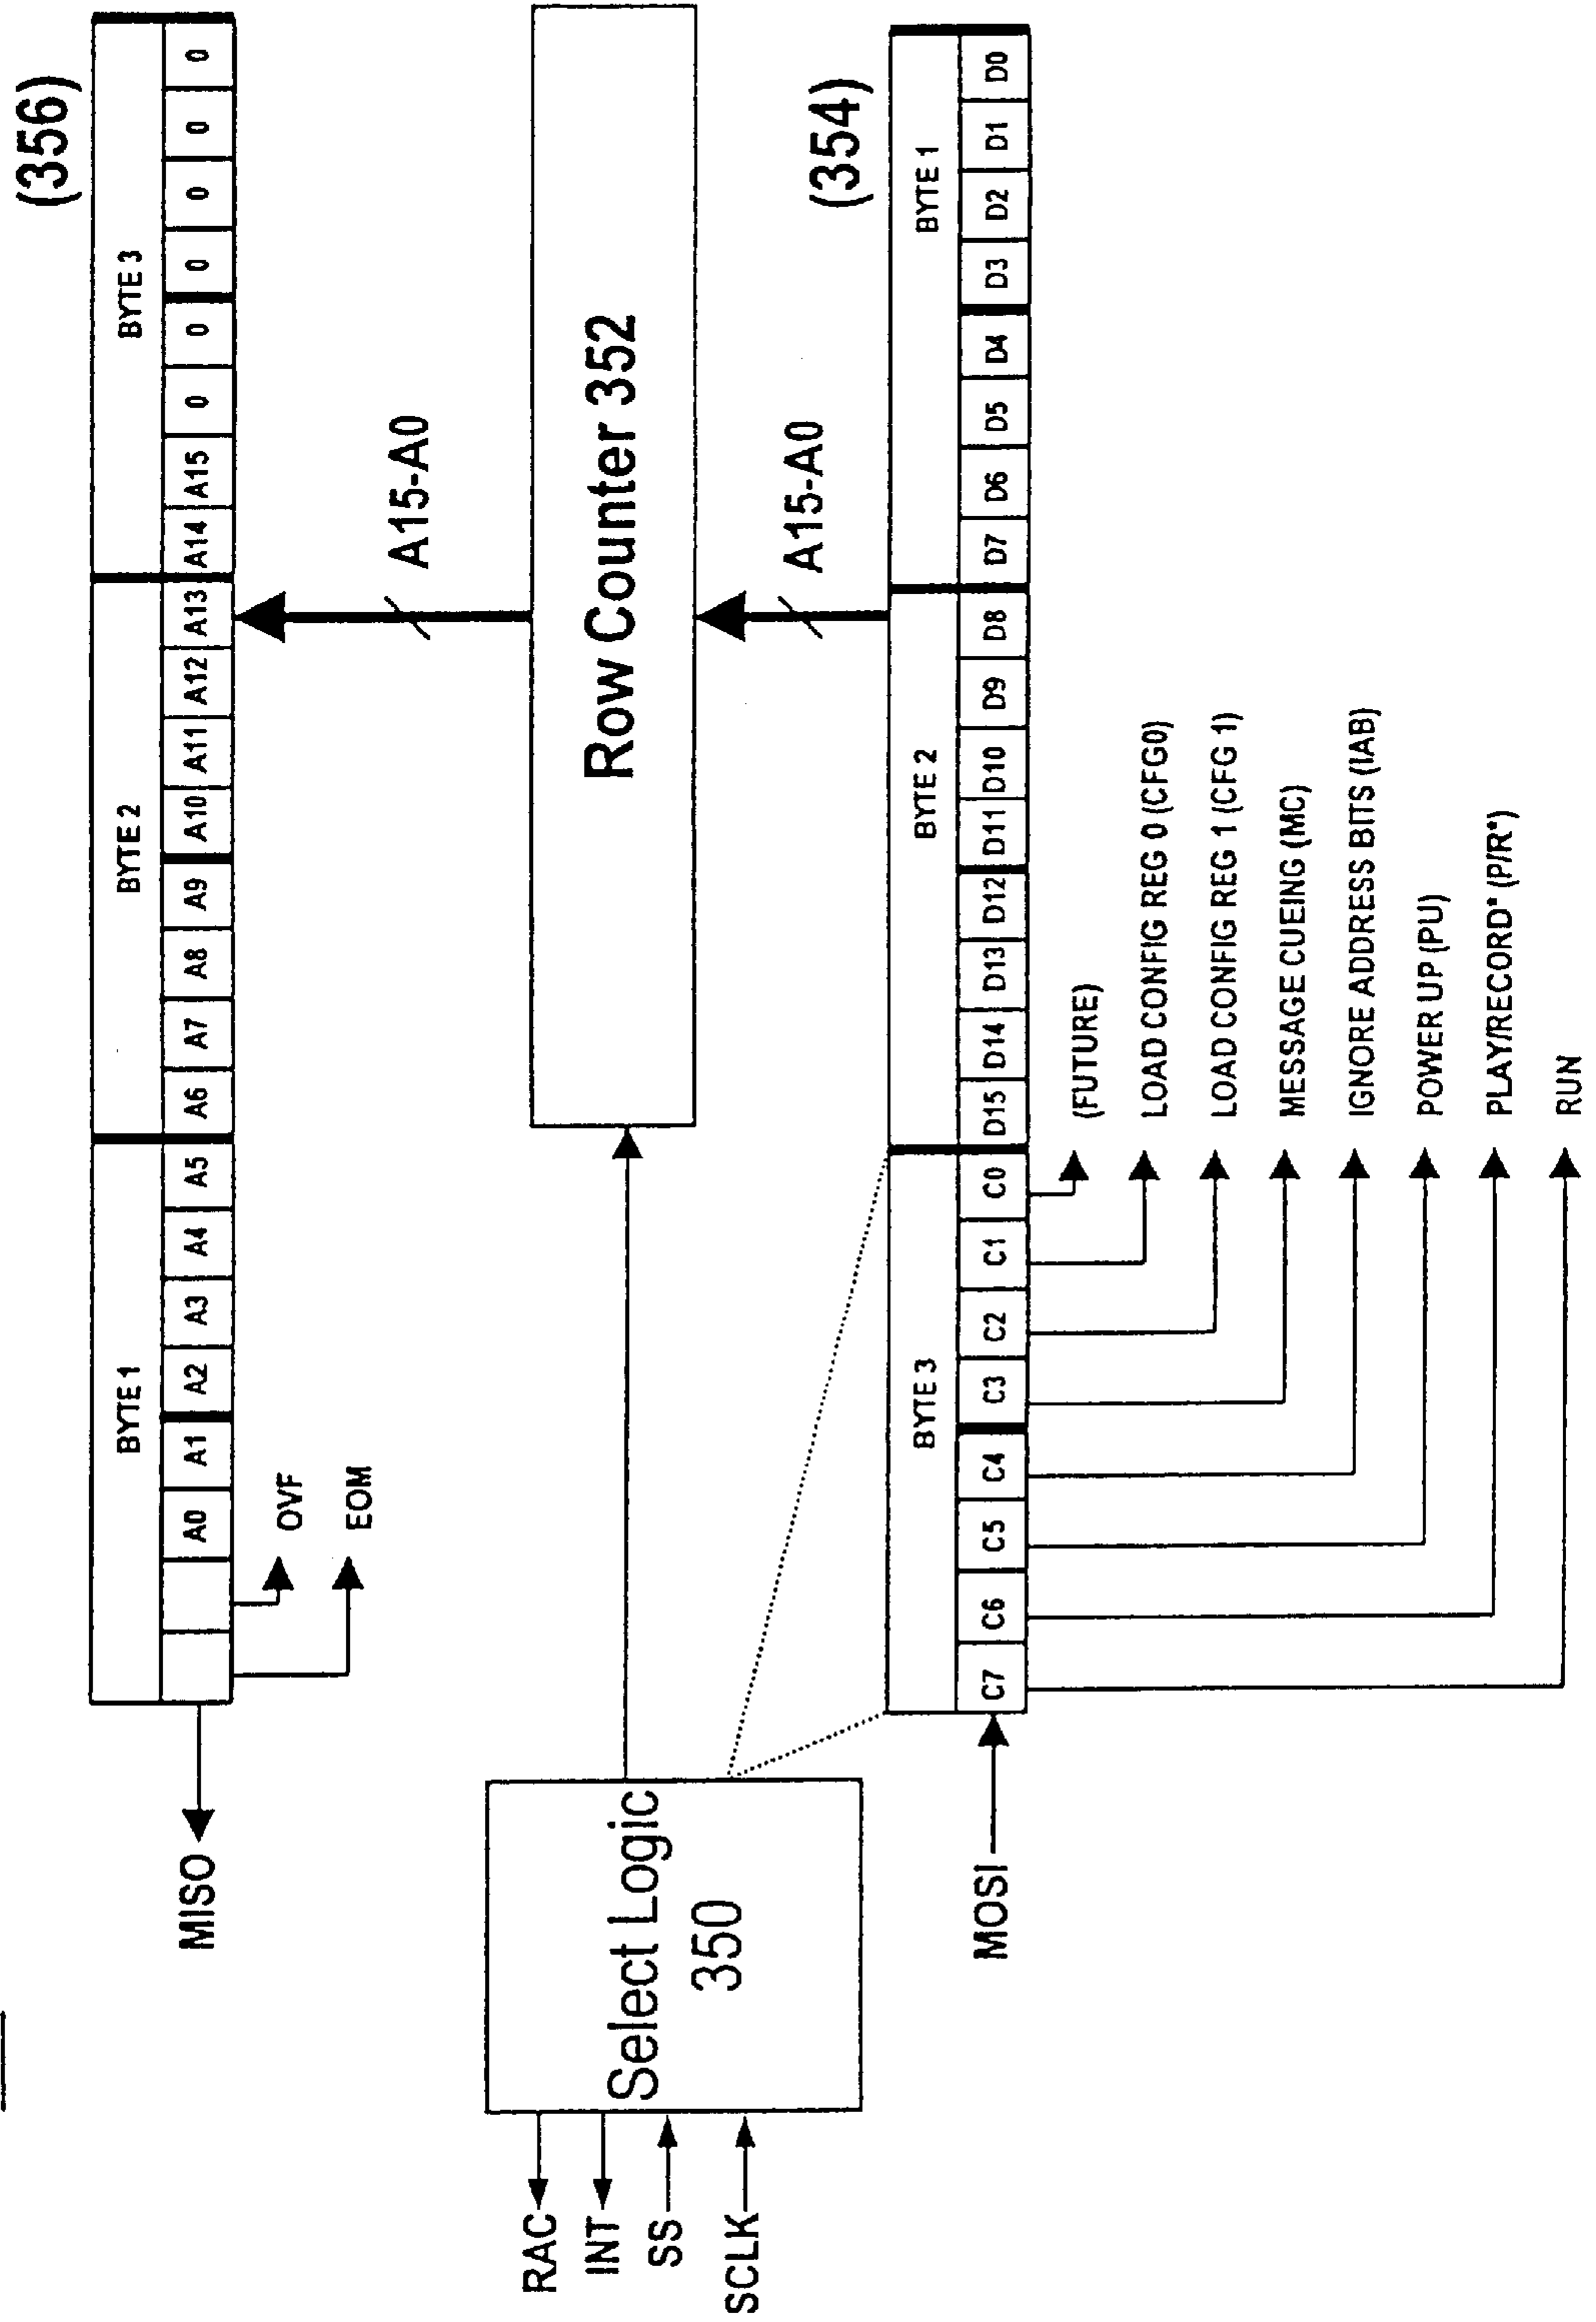 (356)
BYTE 1 BYTE 2 BYTE 3
A0 A1 A2 A3 A4 A5 A6 A7 A8 A9 A10 A11 A12 A13 A14 A15 0 0 0 0 0 0
MISO
OVF
EOM
A15-A0
Row Counter 352
Select Logic
350
RAC
INT
SS
SCLK
A15-A0
(354)
BYTE 3 BYTE 2 BYTE 1
C7 C6 C5 C4 C3 C2 C1 C0 D15 D14 D13 D12 D11 D10 D9 D8 D7 D6 D5 D4 D3 D2 D1 D0
MOSI
(FUTURE)
LOAD CONFIG REG 0 (CFG0)
LOAD CONFIG REG 1 (CFG 1)
MESSAGE CUEING (MC)
IGNORE ADDRESS BITS (IAB)
POWER UP (PU)
PLAY/RECORD* (P/R*)
RUN